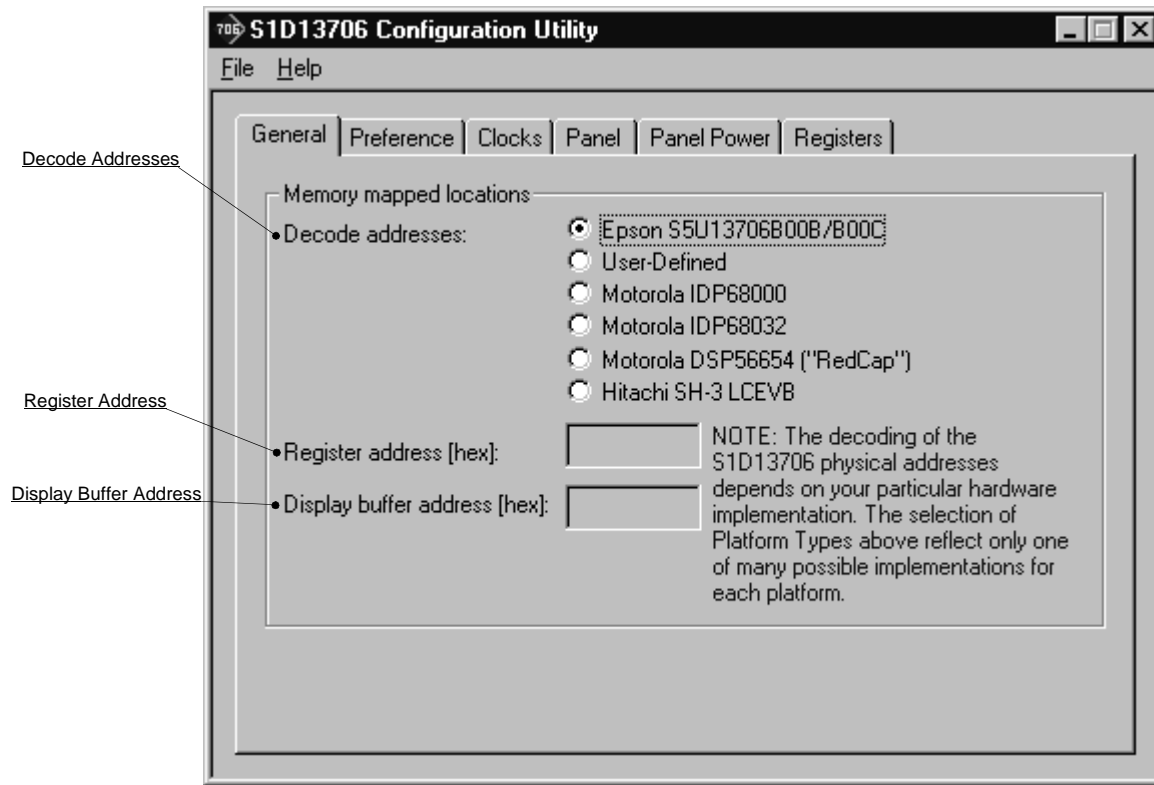 706 S1D13706 Configuration Utility
File Help
General Preference Clocks Panel Panel Power Registers
Decode Addresses
Memory mapped locations
Decode addresses:
Epson S5U13706B00B/B00C
User-Defined
Motorola IDP68000
Motorola IDP68032
Motorola DSP56654 ("RedCap")
Hitachi SH-3 LCEVB
Register Address
Register address [hex]:
Display Buffer Address
Display buffer address [hex]:
NOTE: The decoding of the
S1D13706 physical addresses
depends on your particular hardware
implementation. The selection of
Platform Types above reflect only one
of many possible implementations for
each platform.